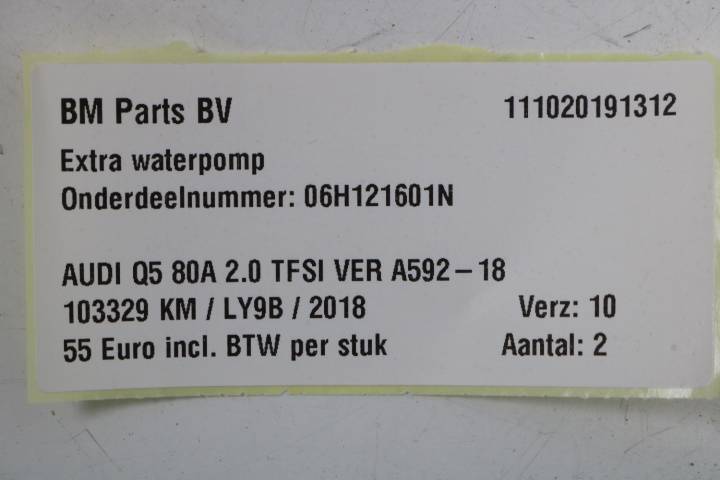 BM Parts BV 111020191312
Extra waterpomp
Onderdeelnummer: 06H121601N
AUDI Q5 80A 2.0 TFSI VER A592-18
103329 KM / LY9B / 2018 Verz: 10
55 Euro incl. BTW per stuk Aantal: 2